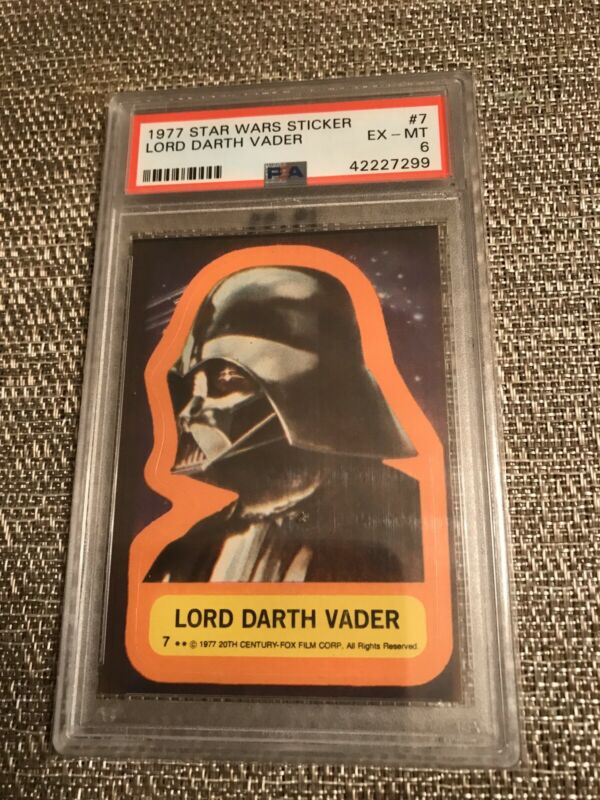 1977 STAR WARS STICKER #7
LORD DARTH VADER EX – MT
6
PSA 42227299
LORD DARTH VADER
7 ●● © 1977 20TH CENTURY-FOX FILM CORP. All Rights Reserved